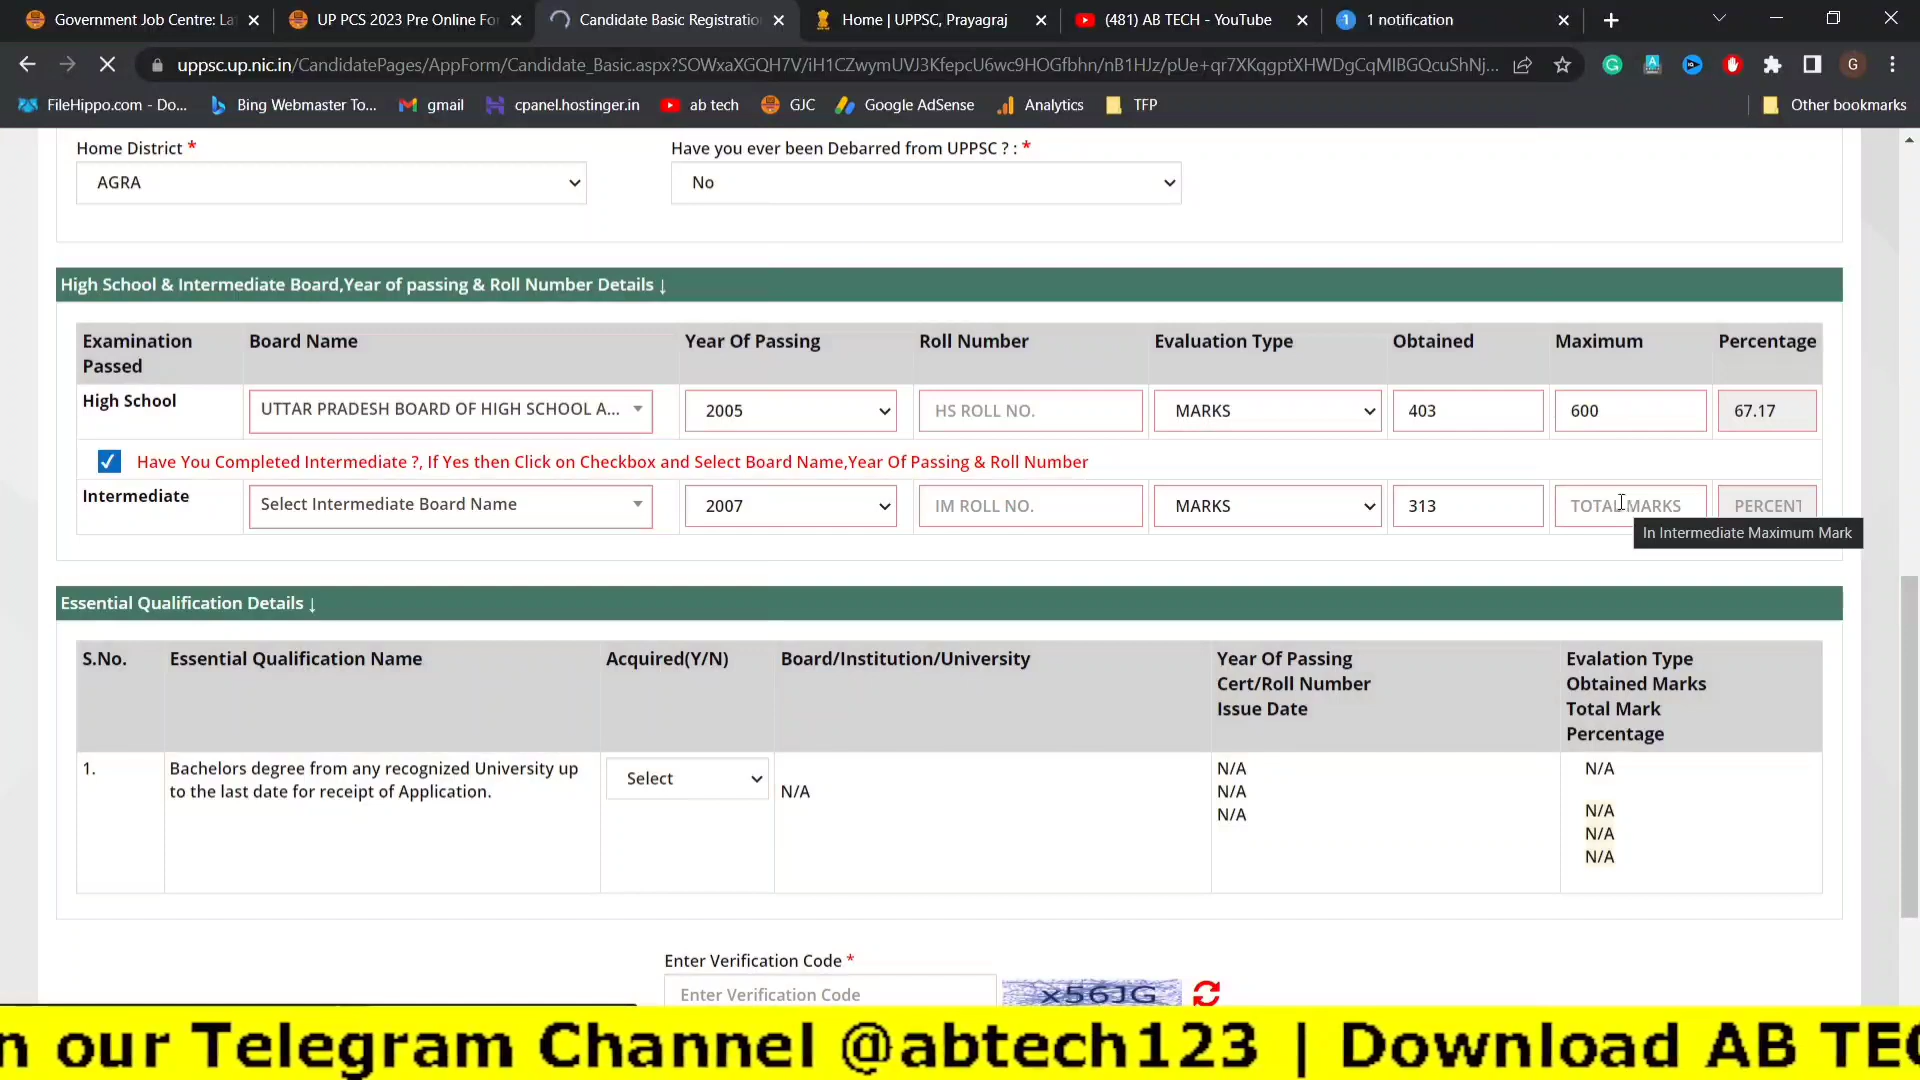 Government Job Centre: La
UP PCS 2023 Pre Online Fo
Candidate Basic Registratio
Home | UPPSC, Prayagraj
(481) AB TECH - YouTube
1
1 notification
uppsc.up.nic.in/CandidatePages/AppForm/Candidate_Basic.aspx?SOWxaXGQH7V/iH1CZwymUVJ3KfepcU6wc9HOGfbhn/nB1HJz/pUe+qr7XKqgptXHWDgCqMIBGQcuShNj...
G
FileHippo.com - Do...
Bing Webmaster To...
gmail
cpanel.hostinger.in
ab tech
GJC
Google AdSense
Analytics
TFP
Other bookmarks
Home District *
Have you ever been Debarred from UPPSC ? : *
AGRA
No
High School & Intermediate Board,Year of passing & Roll Number Details ↓
Examination Passed
Board Name
Year Of Passing
Roll Number
Evaluation Type
Obtained
Maximum
Percentage
High School
UTTAR PRADESH BOARD OF HIGH SCHOOL A...
2005
HS ROLL NO.
MARKS
403
600
67.17
Have You Completed Intermediate ?, If Yes then Click on Checkbox and Select Board Name,Year Of Passing & Roll Number
Intermediate
Select Intermediate Board Name
2007
IM ROLL NO.
MARKS
313
TOTAL MARKS
PERCENT
In Intermediate Maximum Mark
Essential Qualification Details ↓
S.No.
Essential Qualification Name
Acquired(Y/N)
Board/Institution/University
Year Of Passing
Cert/Roll Number
Issue Date
Evalation Type
Obtained Marks
Total Mark
Percentage
1.
Bachelors degree from any recognized University up
to the last date for receipt of Application.
Select
N/A
N/A
N/A
N/A
N/A
N/A
N/A
N/A
Enter Verification Code *
Enter Verification Code
x56JG
n our Telegram Channel @abtech123 | Download AB TE